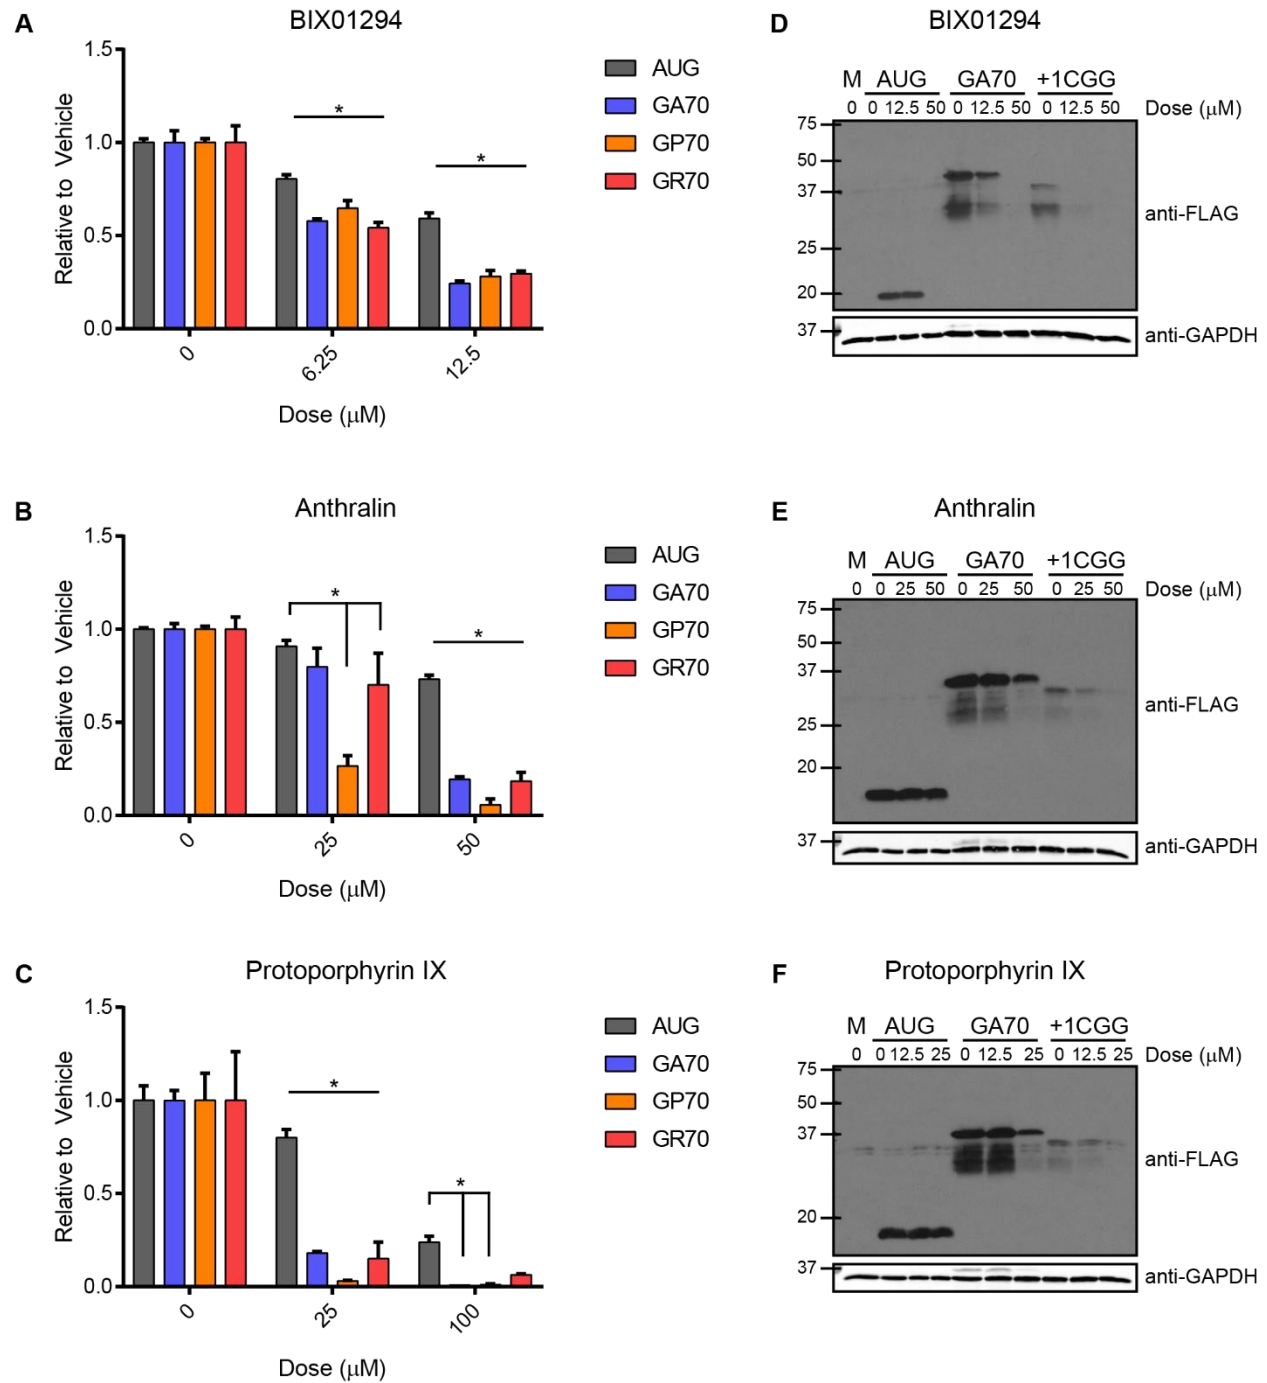 A
BIX01294
1.5
1.0
0.5
0.0
Relative to Vehicle
*
*
0
6.25
12.5
Dose (μM)
AUG
GA70
GP70
GR70
D
BIX01294
M AUG GA70 +1CGG
0 0 12.5 50 0 12.5 50 0 12.5 50 Dose (μM)
75
50
37
25
20
anti-FLAG
37
anti-GAPDH
B
Anthralin
1.5
1.0
0.5
0.0
Relative to Vehicle
*
*
0
25
50
Dose (μM)
AUG
GA70
GP70
GR70
E
Anthralin
M AUG GA70 +1CGG
0 0 25 50 0 25 50 0 25 50 Dose (μM)
75
50
37
25
20
anti-FLAG
37
anti-GAPDH
C
Protoporphyrin IX
1.5
1.0
0.5
0.0
Relative to Vehicle
*
*
0
25
100
Dose (μM)
AUG
GA70
GP70
GR70
F
Protoporphyrin IX
M AUG GA70 +1CGG
0 0 12.5 25 0 12.5 25 0 12.5 25 Dose (μM)
75
50
37
20
anti-FLAG
37
anti-GAPDH